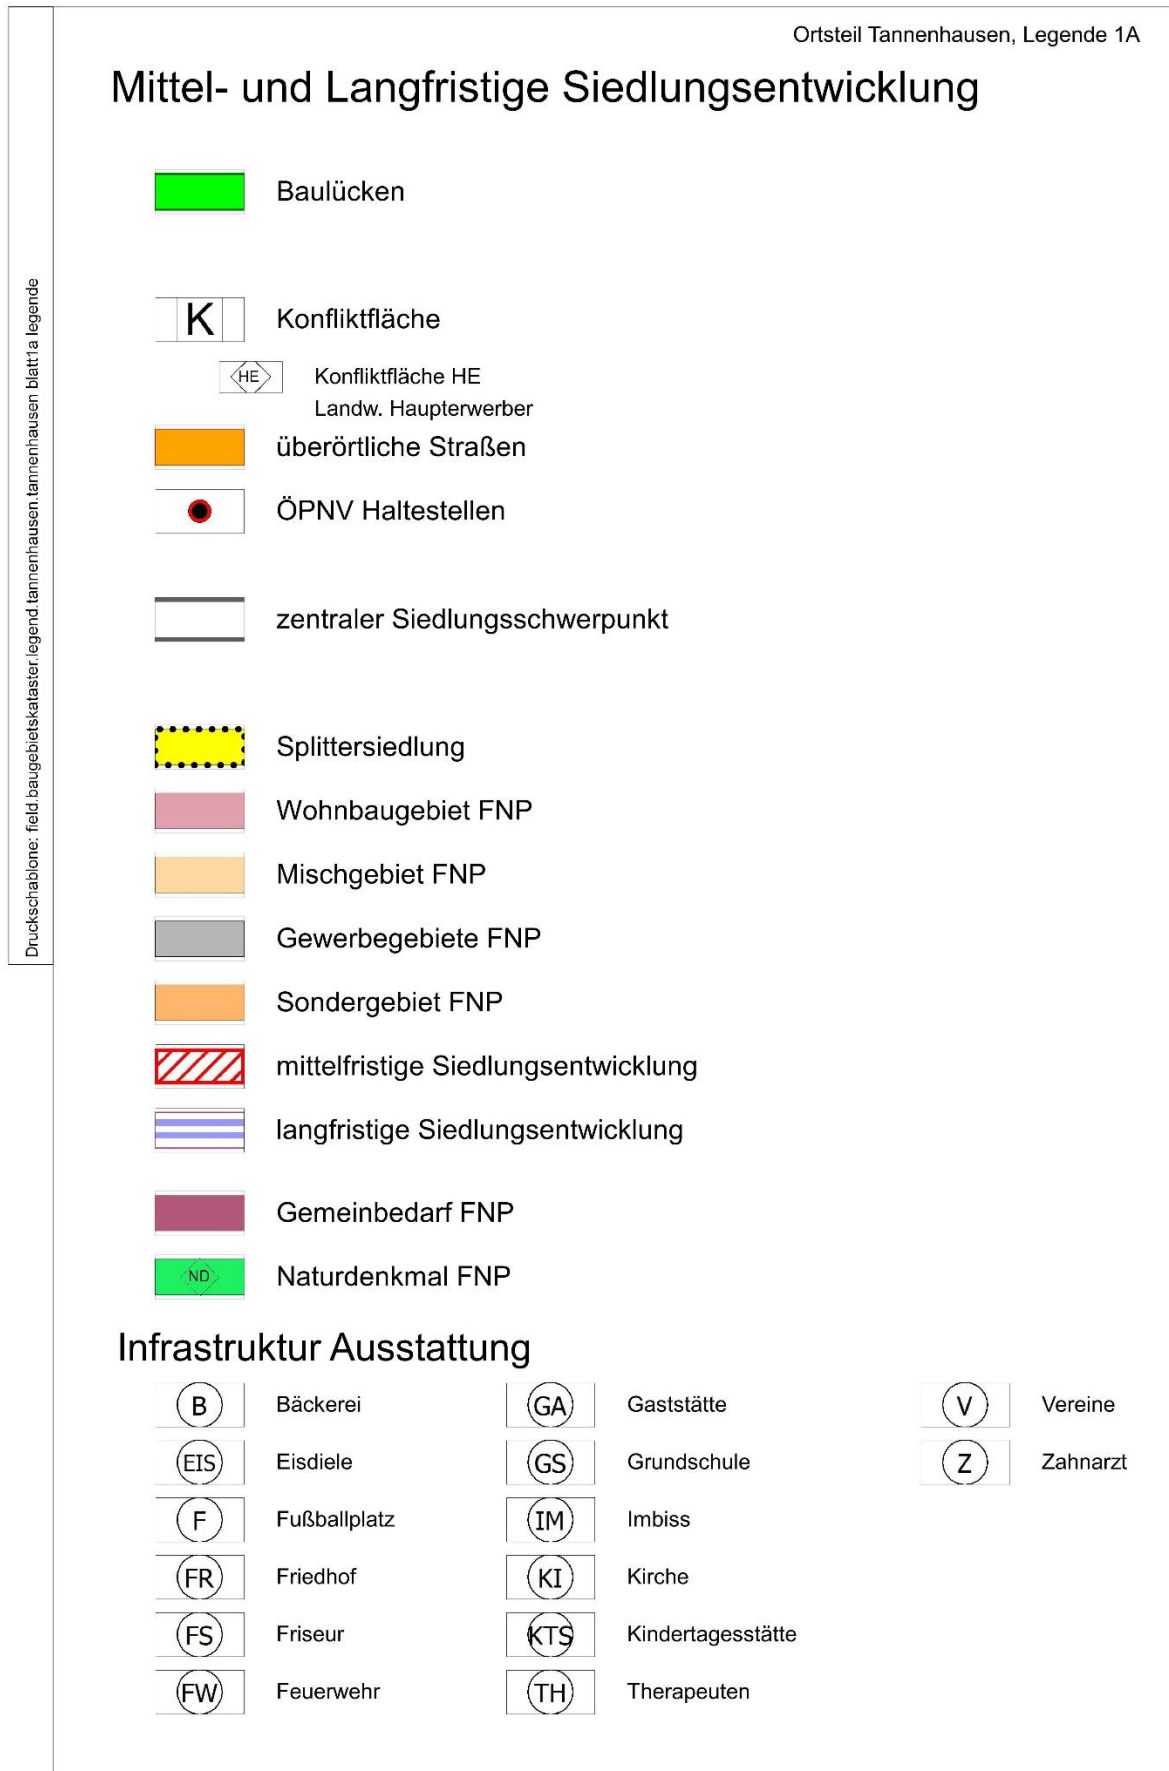 Ortsteil Tannenhausen, Legende 1A
Mittel- und Langfristige Siedlungsentwicklung
Baulücken
K Konfliktfläche
HE Konfliktfläche HE
Landw. Haupterwerber
überörtliche Straßen
ÖPNV Haltestellen
zentraler Siedlungsschwerpunkt
Splittersiedlung
Wohnbaugebiet FNP
Mischgebiet FNP
Gewerbegebiete FNP
Sondergebiet FNP
mittelfristige Siedlungsentwicklung
langfristige Siedlungsentwicklung
Gemeinbedarf FNP
ND Naturdenkmal FNP
Infrastruktur Ausstattung
B Bäckerei
EIS Eisdiele
F Fußballplatz
FR Friedhof
FS Friseur
FW Feuerwehr
GA Gaststätte
GS Grundschule
IM Imbiss
KI Kirche
KTS Kindertagesstätte
TH Therapeuten
V Vereine
Z Zahnarzt
Druckschablone: field.baugebietskataster.legend.tannenhausen.tannenhausen blatt1a legende